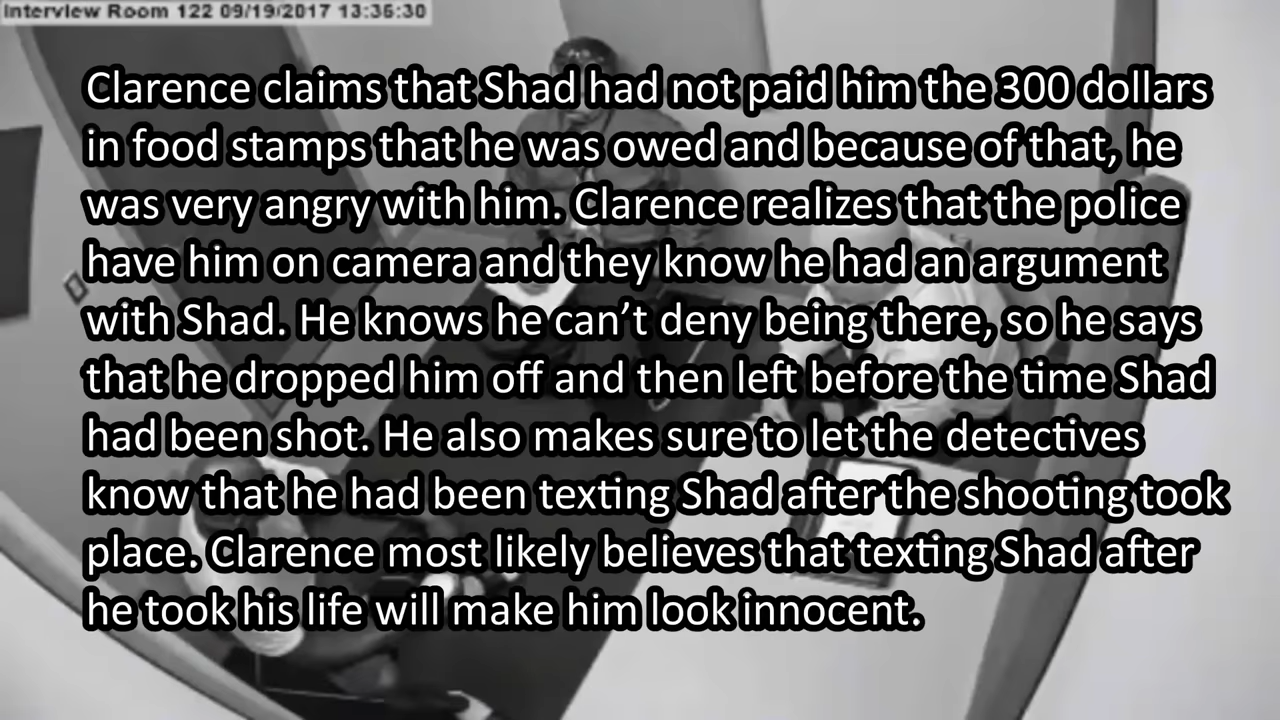 Interview Room 122 09/19/2017 13:36:30
Clarence claims that Shad had not paid him the 300 dollars
in food stamps that he was owed and because of that, he
was very angry with him. Clarence realizes that the police
have him on camera and they know he had an argument
with Shad. He knows he can’t deny being there, so he says
that he dropped him off and then left before the time Shad
had been shot. He also makes sure to let the detectives
know that he had been texting Shad after the shooting took
place. Clarence most likely believes that texting Shad after
he took his life will make him look innocent.